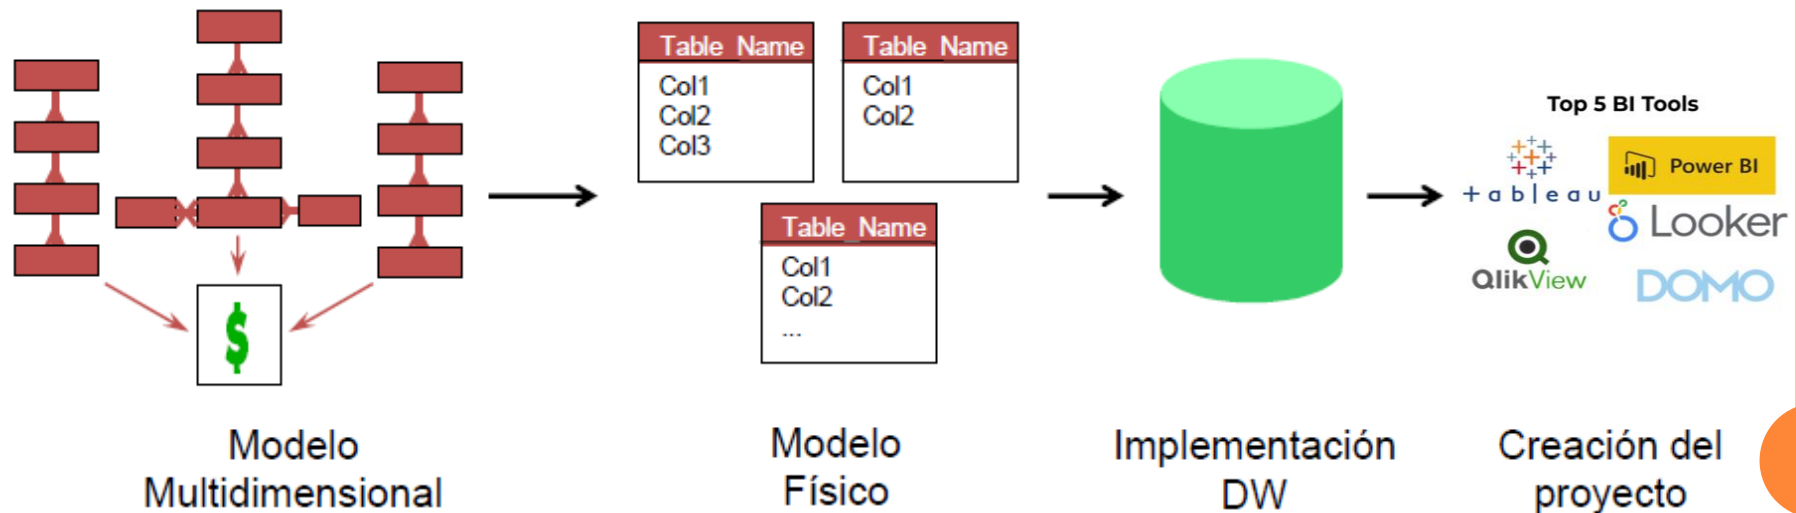 $
Modelo
Multidimensional
Table_Name
Col1
Col2
Col3
Table_Name
Col1
Col2
Table_Name
Col1
Col2
...
Modelo
Físico
Implementación
DW
Top 5 BI Tools
+ableau
Power BI
Looker
QlikView
DOMO
Creación del
proyecto